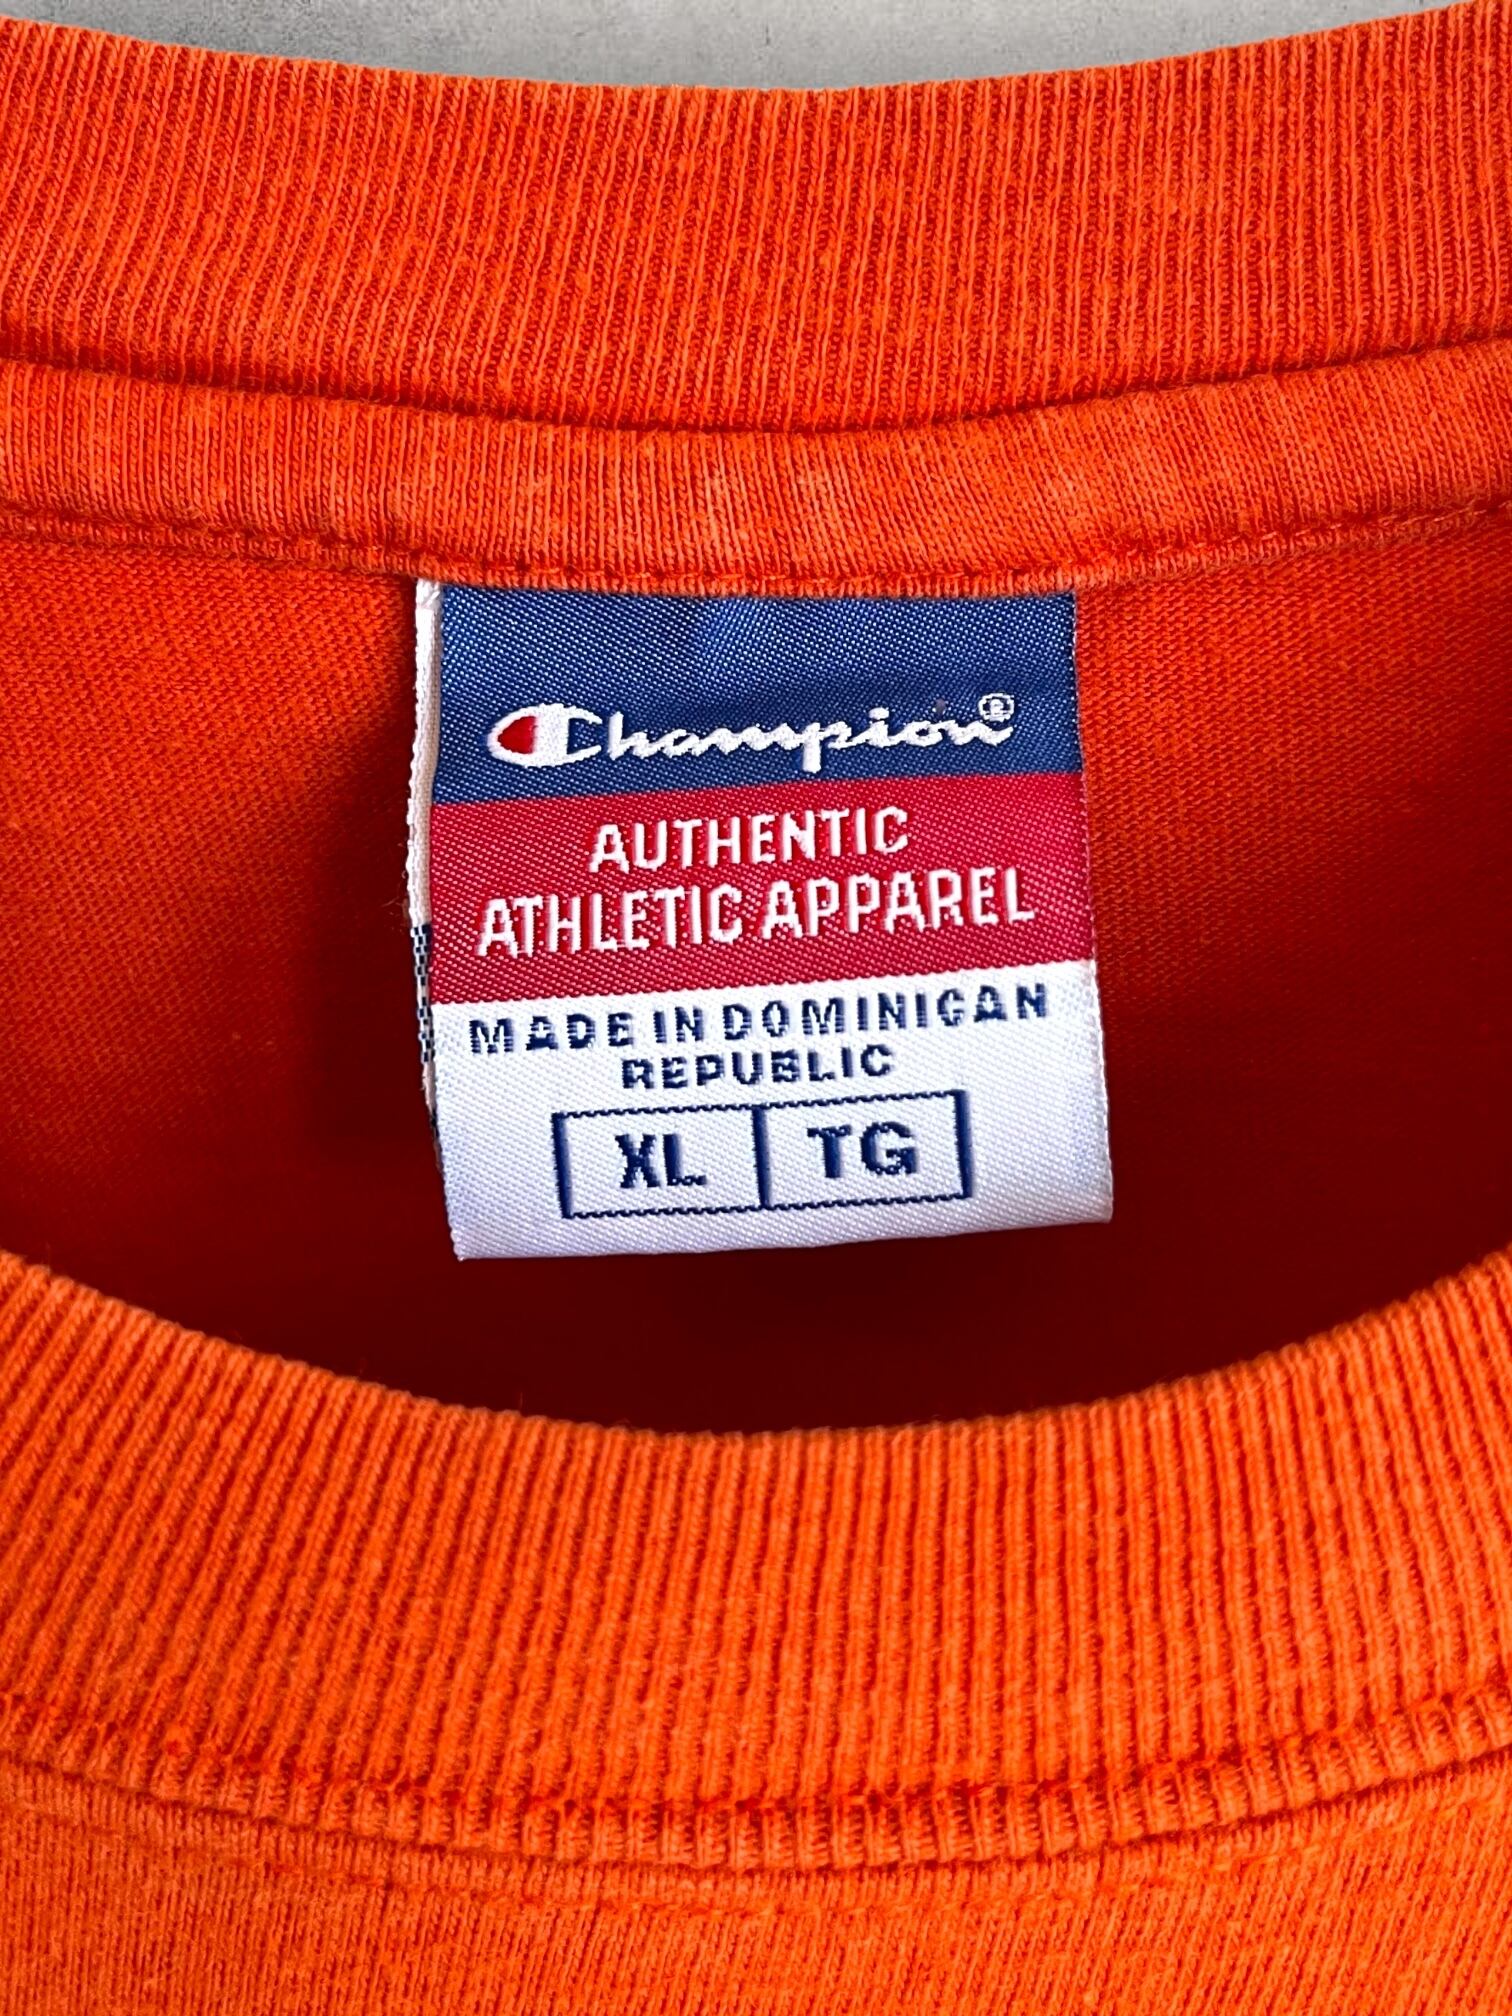 Champion®
AUTHENTIC
ATHLETIC APPAREL
MADE IN DOMINICAN
REPUBLIC
XL TG